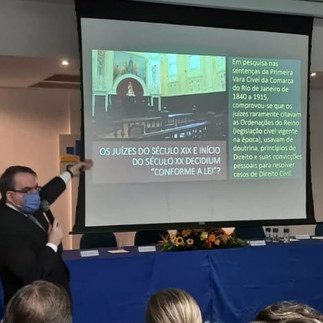 OS JUÍZES DO SÉCULO XIX E INÍCIO
DO SÉCULO XX DECIDIUM
"CONFORME A LEI"?
Em pesquisa nas
sentenças da Primeira
Vara Cível da Comarca
do Rio de Janeiro de
1840 a 1915,
comprovou-se que os
juízes raramente citavam
as Ordenações do Reino
(legislação cível vigente
na época), usavam de
doutrina, princípios de
Direito e suas convicções
pessoais para resolver
casos de Direito Civil.